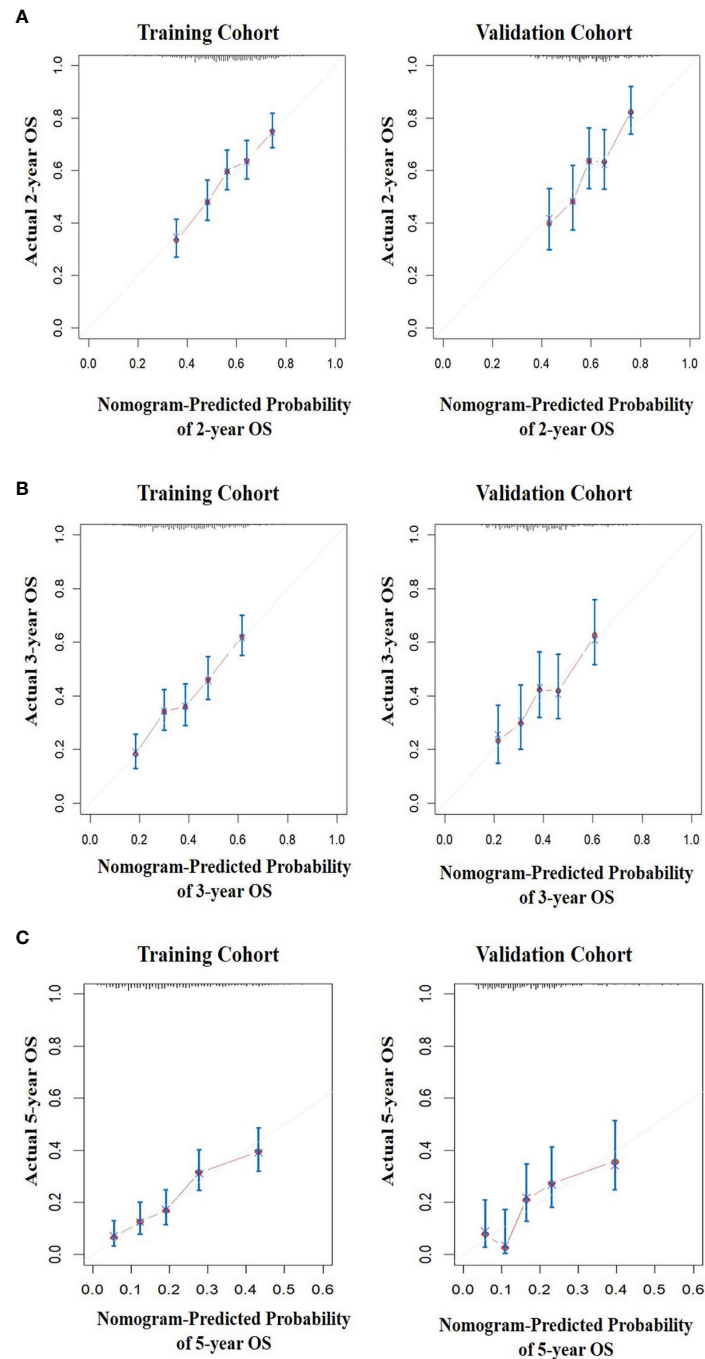 A
Training Cohort
Validation Cohort
Actual 2-year OS
0.0 0.2 0.4 0.6 0.8 1.0
0.0 0.2 0.4 0.6 0.8 1.0
Nomogram-Predicted Probability
of 2-year OS
Actual 2-year OS
0.0 0.2 0.4 0.6 0.8 1.0
0.0 0.2 0.4 0.6 0.8 1.0
Nomogram-Predicted Probability
of 2-year OS
B
Training Cohort
Validation Cohort
Actual 3-year OS
0.0 0.2 0.4 0.6 0.8 1.0
0.0 0.2 0.4 0.6 0.8 1.0
Nomogram-Predicted Probability
of 3-year OS
Actual 3-year OS
0.0 0.2 0.4 0.6 0.8 1.0
0.0 0.2 0.4 0.6 0.8 1.0
Nomogram-Predicted Probability
of 3-year OS
C
Training Cohort
Validation Cohort
Actual 5-year OS
0.0 0.2 0.4 0.6 0.8 1.0
0.0 0.1 0.2 0.3 0.4 0.5 0.6
Nomogram-Predicted Probability
of 5-year OS
Actual 5-year OS
0.0 0.2 0.4 0.6 0.8 1.0
0.0 0.1 0.2 0.3 0.4 0.5 0.6
Nomogram-Predicted Probability
of 5-year OS